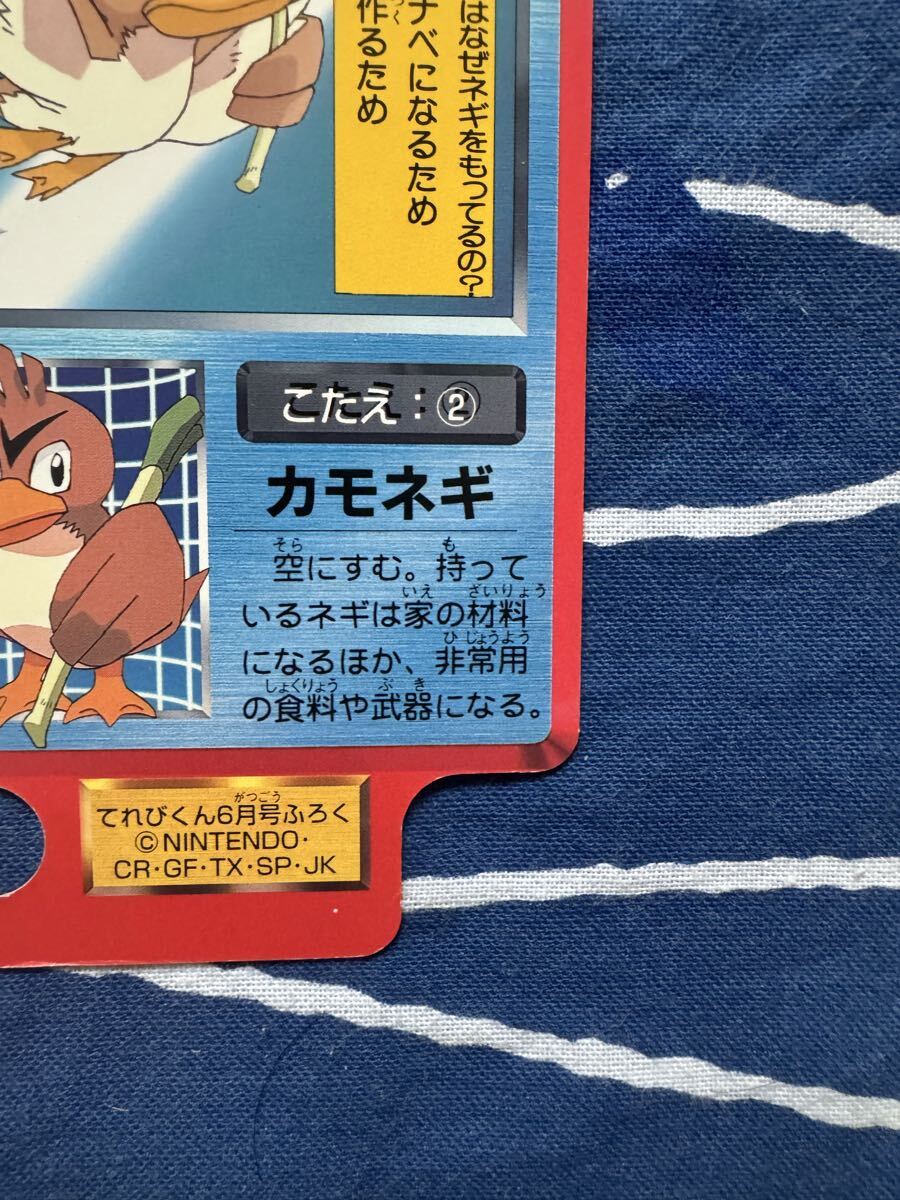 はなぜネギをもってるの?
ナベになるため
作るため
こたえ:②
カモネギ
空にすむ。持って
いるネギは家の材料
になるほか、非常用
の食料や武器になる。
てれびくん6月号ふろく
©NINTENDO・
CR・GF・TX・SP・JK